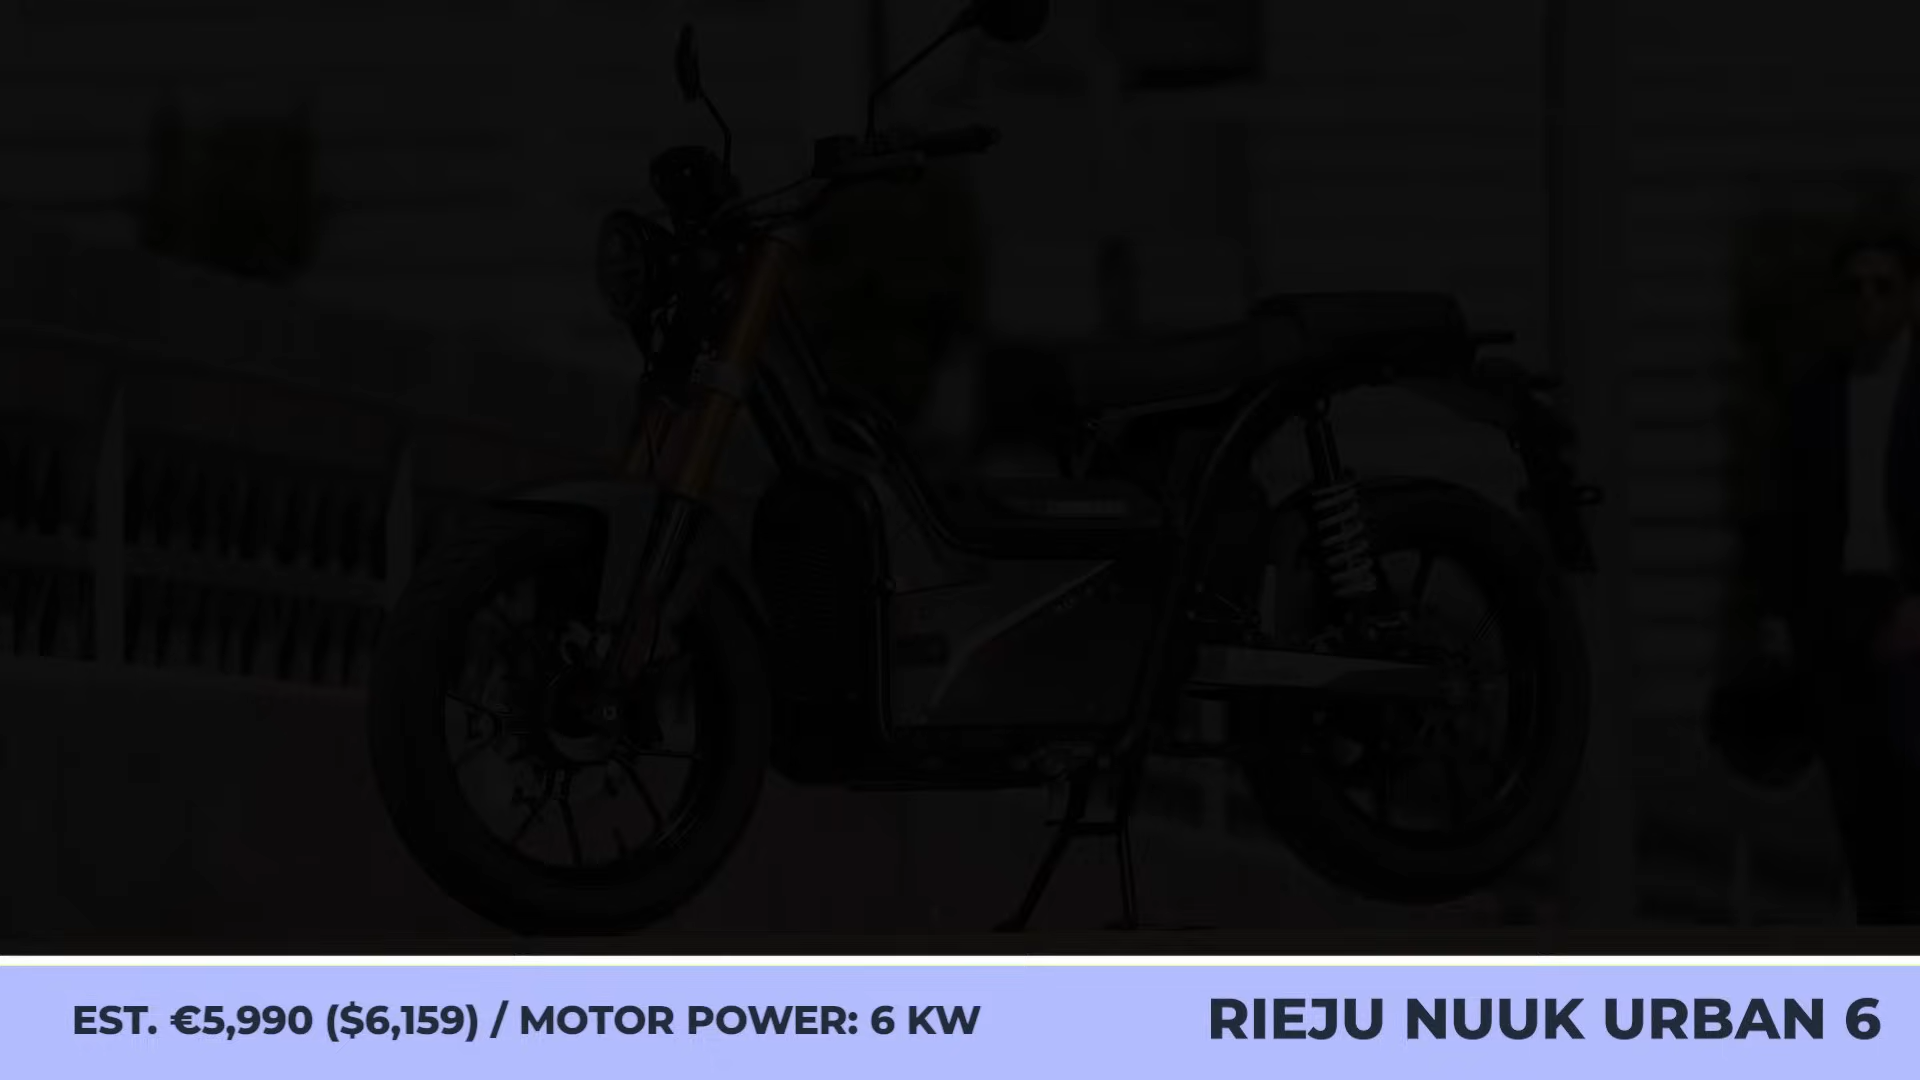 EST. €5,990 ($6,159) / MOTOR POWER: 6 KW
RIEJU NUUK URBAN 6